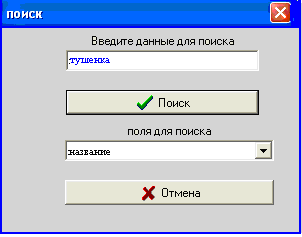 поиск
Введите данные для поиска
тушенка
Поиск
поля для поиска
название
Отмена